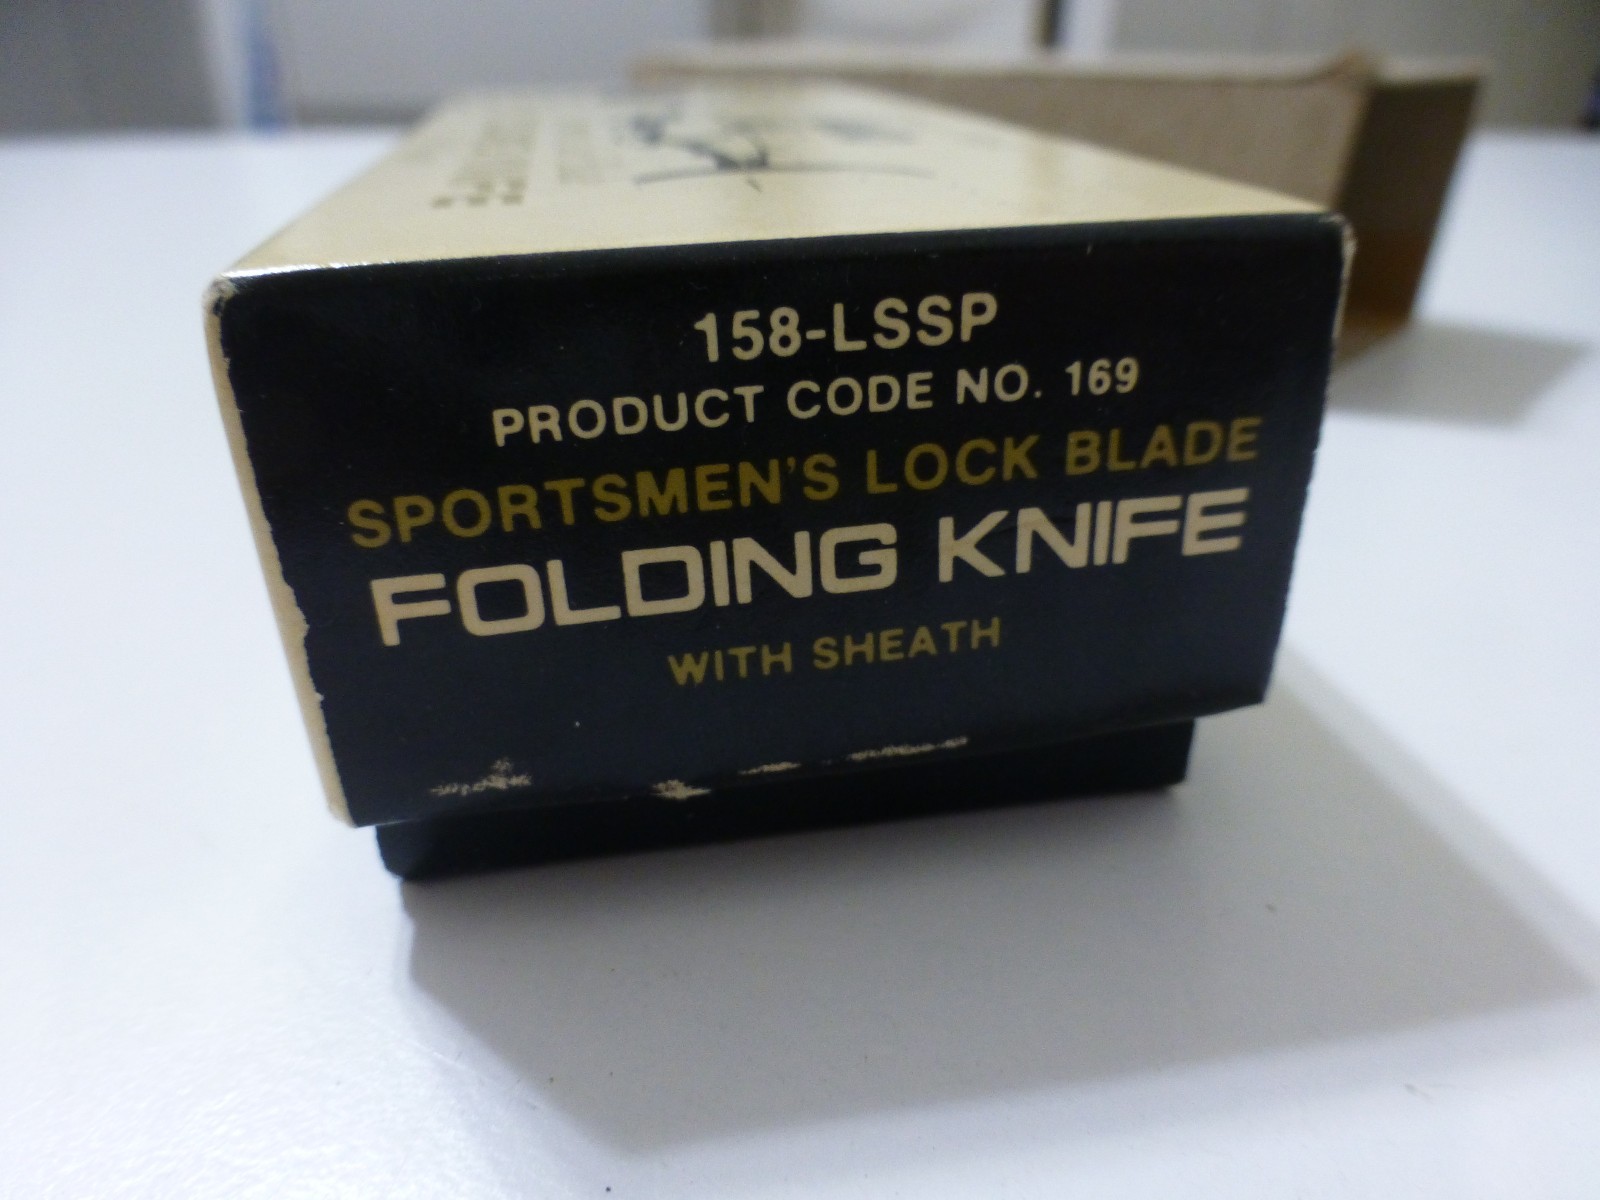 158-LSSP
PRODUCT CODE NO. 169
SPORTSMEN'S LOCK BLADE
FOLDING KNIFE
WITH SHEATH